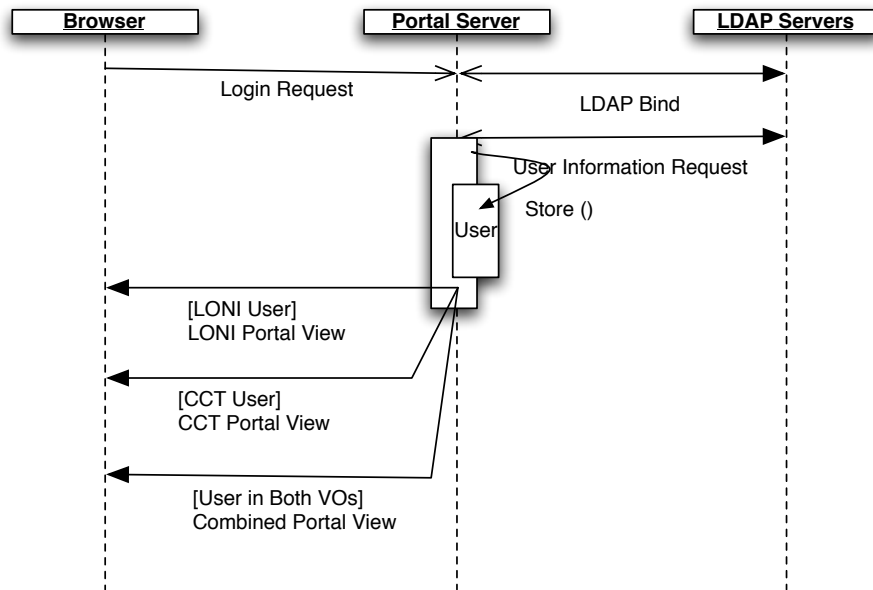 Browser
Portal Server
LDAP Servers
Login Request
LDAP Bind
User Information Request
Store ()
User
[LONI User]
LONI Portal View
[CCT User]
CCT Portal View
[User in Both VOs]
Combined Portal View